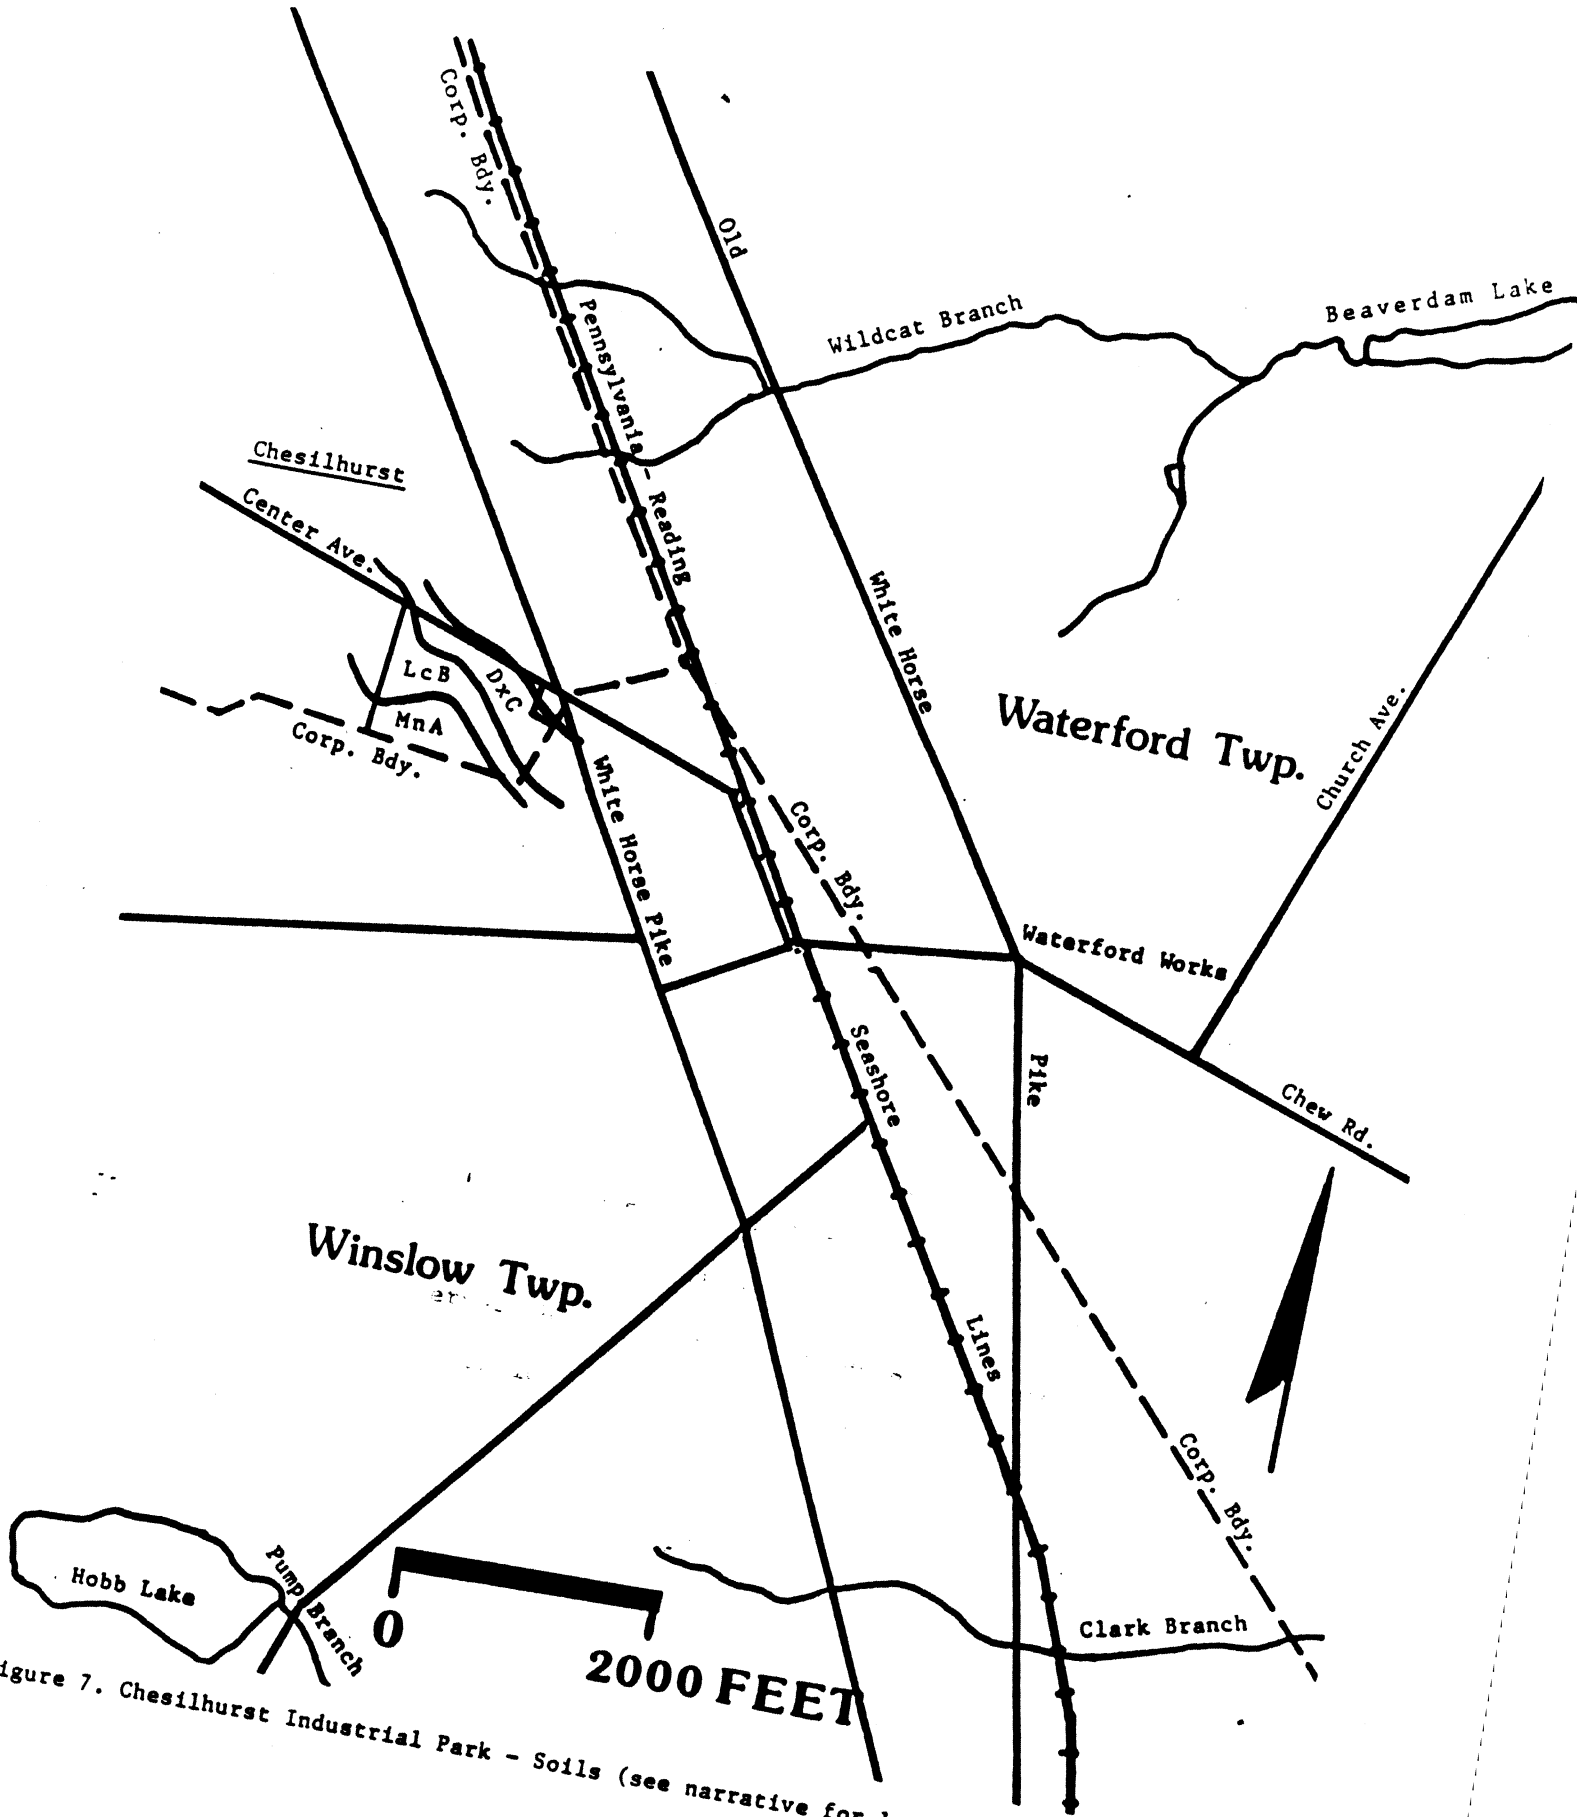 Corp. Bdy.
Old
Beaverdam Lake
Wildcat Branch
Pennsylvania - Reading
Chesilhurst
Center Ave.
White Horse
LcB
DxC
MnA
Corp. Bdy.
Waterford Twp.
Church Ave.
White Horse Pike
Corp. Bdy.
Waterford Works
Seashore
Pike
Chew Rd.
Winslow Twp.
Lines
Corp. Bdy.
Hobb Lake
Pump Branch
Clark Branch
0
2000 FEET
igure 7. Chesilhurst Industrial Park - Soils (see narrative for